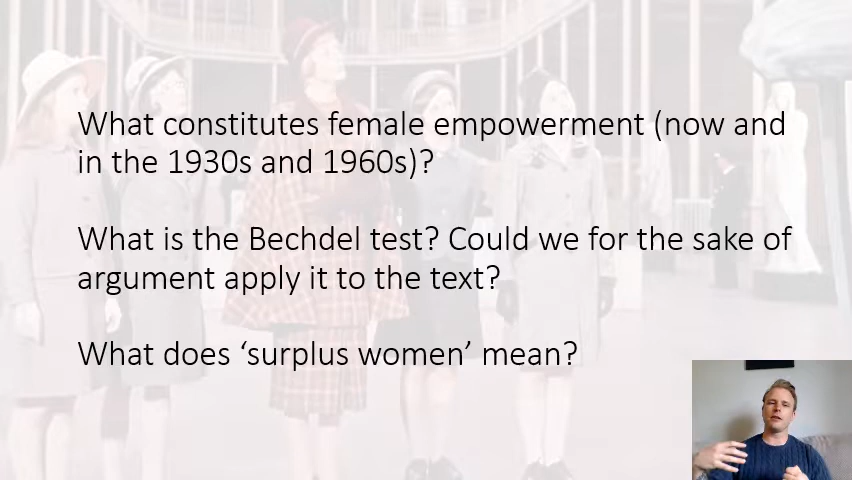 What constitutes female empowerment (now and
in the 1930s and 1960s)?
What is the Bechdel test? Could we for the sake of
argument apply it to the text?
What does ‘surplus women’ mean?